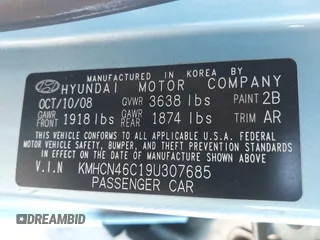 MANUFACTURED IN KOREA BY
HYUNDAI MOTOR COMPANY
OCT/10/08 GVWR 3638 lbs PAINT 2B
GAWR FRONT 1918 lbs GAWR REAR 1874 lbs TRIM AR
THIS VEHICLE CONFORMS TO ALL APPLICABLE FEDERAL
MOTOR VEHICLE SAFETY, BUMPER, AND THEFT PREVENTION
STANDARDS IN EFFECT ON THE DATE OF MANUFACTURE
SHOWN ABOVE.
V.I.N KMHCN46C19U307685
PASSENGER CAR
DREAMBID